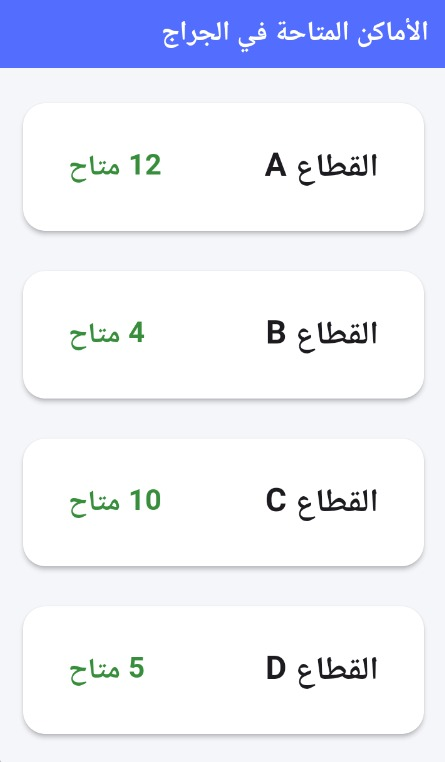 الأماكن المتاحة في الجراج
القطاع A
12 متاح
القطاع B
4 متاح
القطاع C
10 متاح
القطاع D
5 متاح